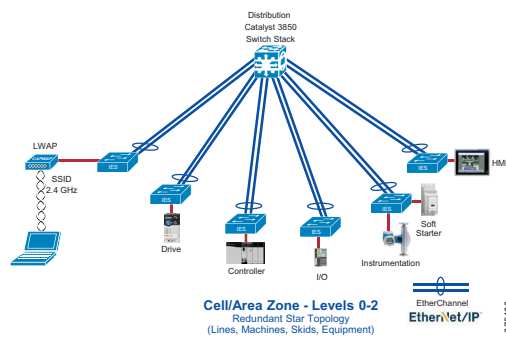 Distribution
Catalyst 3850
Switch Stack
LWAP
CAPWAP
SSID
2.4 GHz
IES
IES
IES
IES
IES
IES
HMI
Soft
Starter
Drive
Controller
I/O
Instrumentation
EtherChannel
EtherNet/IP
Cell/Area Zone - Levels 0-2
Redundant Star Topology
(Lines, Machines, Skids, Equipment)